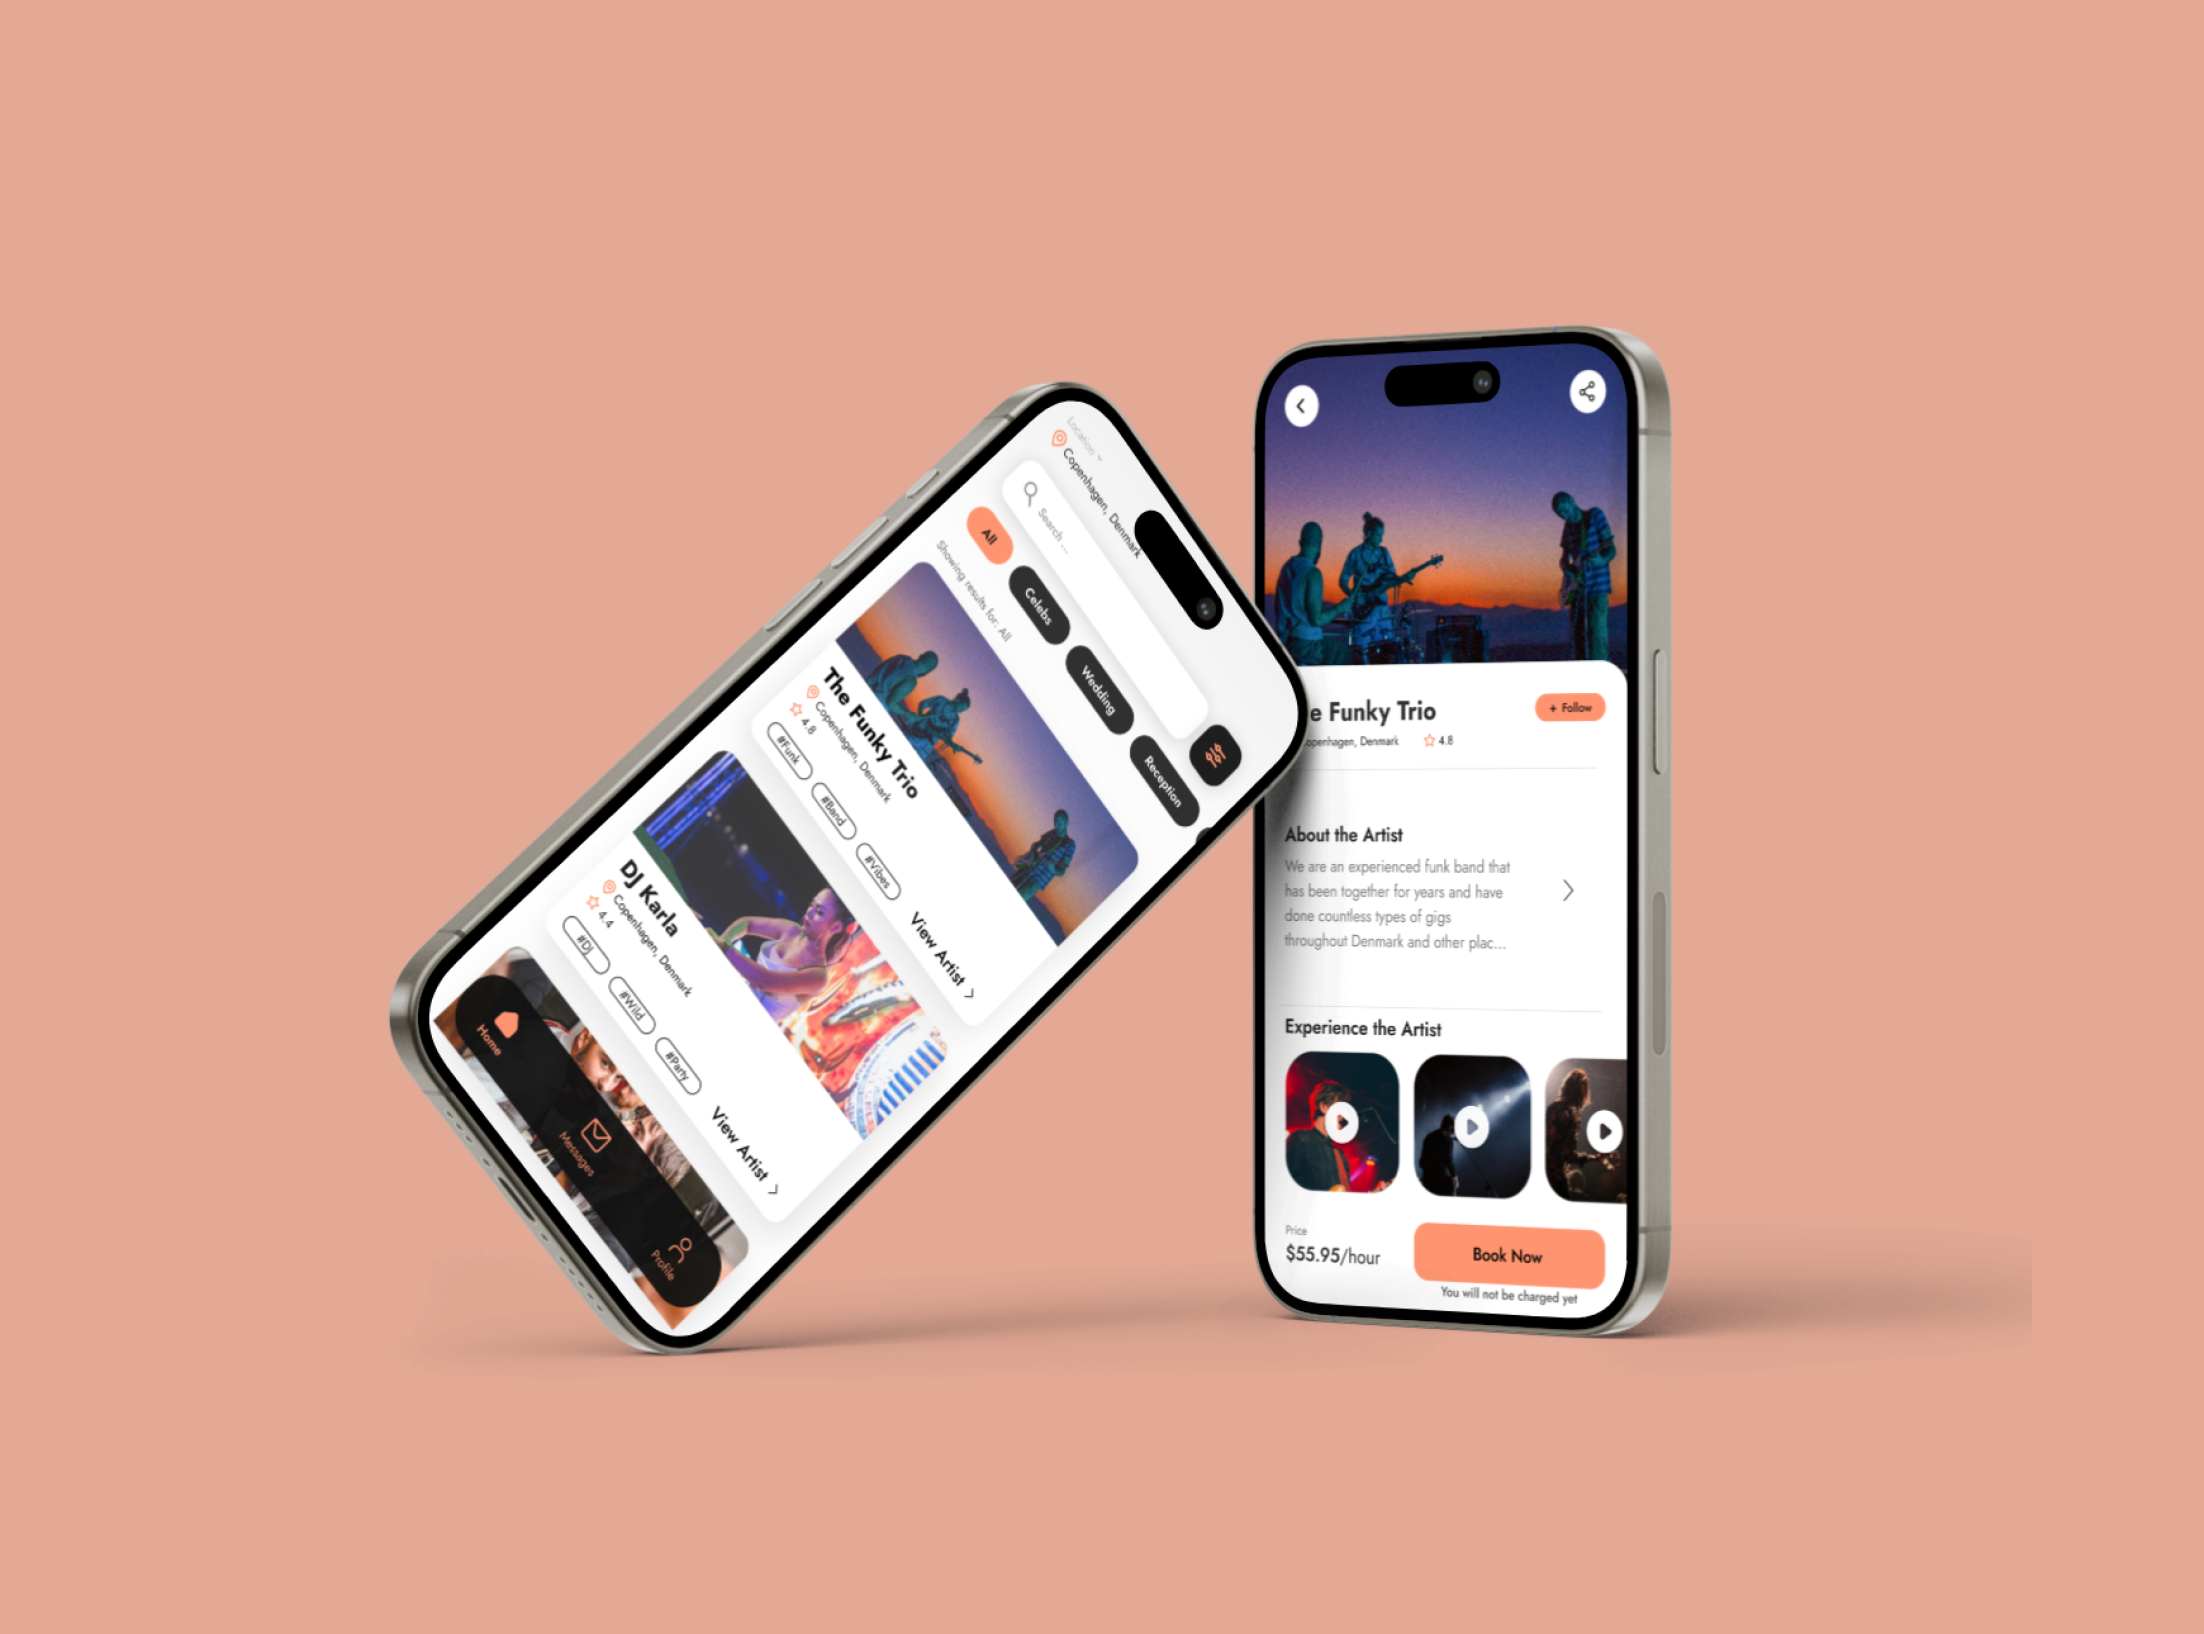 Location
Copenhagen, Denmark
Search ...
All
Celebs
Wedding
Reception
Showing results for: All
The Funky Trio
Copenhagen, Denmark
4.8
#Funk
#Band
#Vibes
View Artist
DJ Karla
Copenhagen, Denmark
4.4
#DJ
#Wild
#Party
View Artist
Home
Messages
Profile
e Funky Trio
+ Follow
openhagen, Denmark
4.8
About the Artist
We are an experienced funk band that
has been together for years and have
done countless types of gigs
throughout Denmark and other plac...
Experience the Artist
Price
$55.95/hour
Book Now
You will not be charged yet